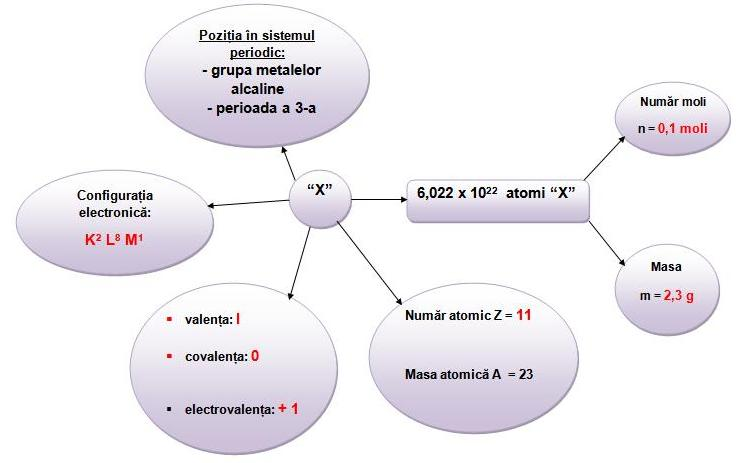 Poziția în sistemul
periodic:
- grupa metalelor
alcaline
- perioada a 3-a
Număr moli
n = 0,1 moli
"X"
6,022 x 10²² atomi "X"
Configurația
electronică:
K² L⁸ M¹
Masa
m = 2,3 g
▪ valența: I
▪ covalența: 0
▪ electrovalența: + 1
Număr atomic Z = 11
Masa atomică A = 23